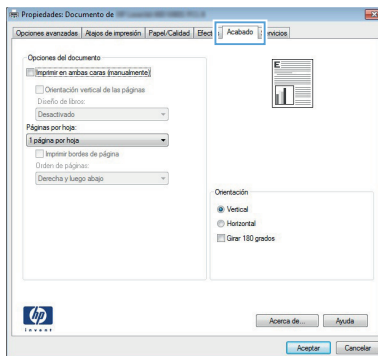 Propiedades: Documento de
Opciones avanzadas Atajos de impresión Papel/Calidad Acabado
Opciones del documento
Imprimir en ambas caras (manualmente)
Orientación vertical de las páginas
Diseño de libros:
Desactivado
Páginas por hoja:
1 página por hoja
Imprimir bordes de página
Orden de páginas:
Derecha y luego abajo
E
Orientación
Vertical
Horizontal
Girar 180 grados
hp
invent
Acerca de... Ayuda
Aceptar Cancelar